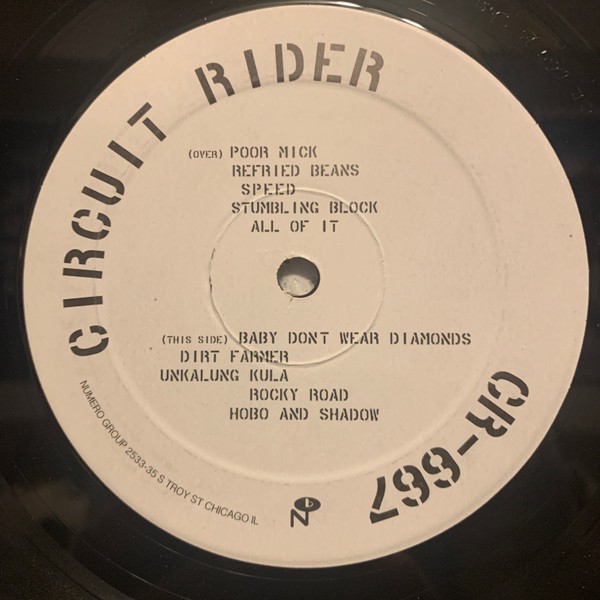 CIRCUIT RIDER
(OVER) POOR MICK
REFRIED BEANS
SPEED
STUMBLING BLOCK
ALL OF IT
(THIS SIDE) BABY DONT WEAR DIAMONDS
DIRT FARMER
UNKALUNG KULA
ROCKY ROAD
HOBO AND SHADOW
CR-667
NUMERO GROUP 2533-35 S TROY ST CHICAGO IL
N